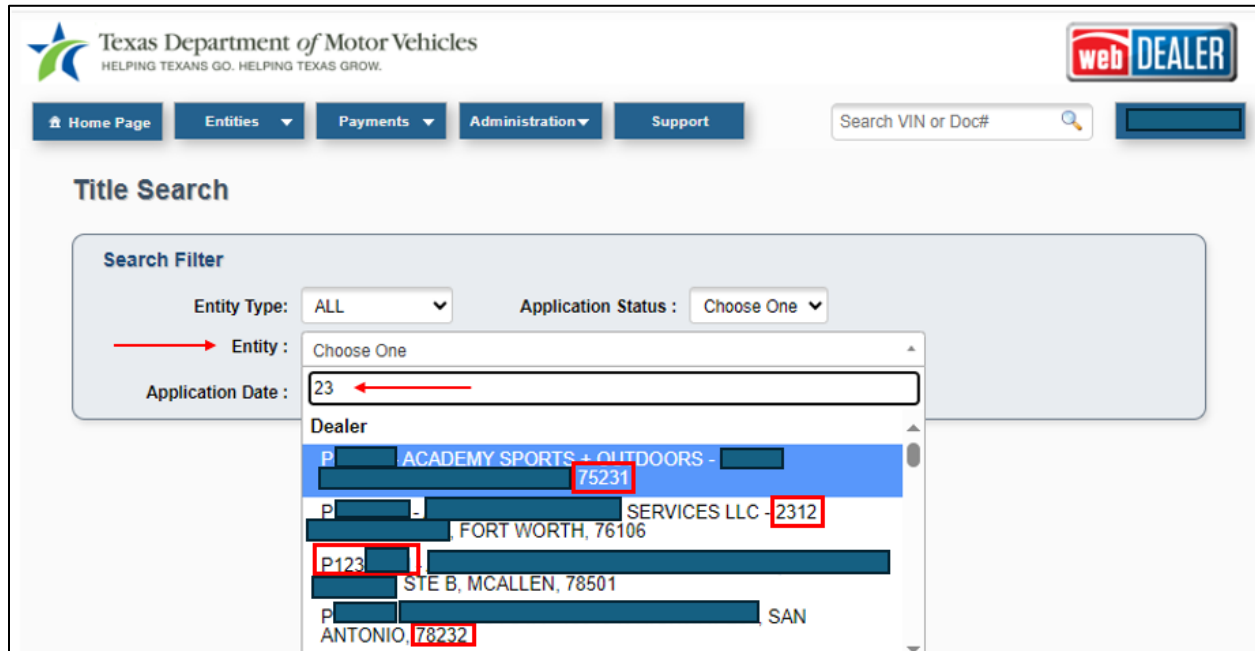 Texas Department of Motor Vehicles
HELPING TEXANS GO. HELPING TEXAS GROW.
web DEALER
Home Page Entities Payments Administration Support Search VIN or Doc#
Title Search
Search Filter
Entity Type: ALL Application Status : Choose One
Entity : Choose One
Application Date : 23
Dealer
P ACADEMY SPORTS + OUTDOORS -
75231
P - SERVICES LLC - 2312
, FORT WORTH, 76106
P123 -
STE B, MCALLEN, 78501
P , SAN
ANTONIO, 78232